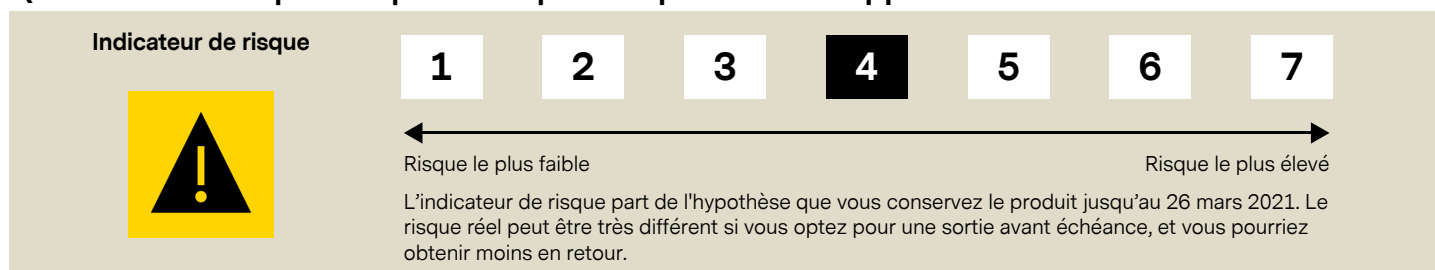 Indicateur de risque
1 2 3 4 5 6 7
Risque le plus faible Risque le plus élevé
L’indicateur de risque part de l'hypothèse que vous conservez le produit jusqu’au 26 mars 2021. Le
risque réel peut être très différent si vous optez pour une sortie avant échéance, et vous pourriez
obtenir moins en retour.